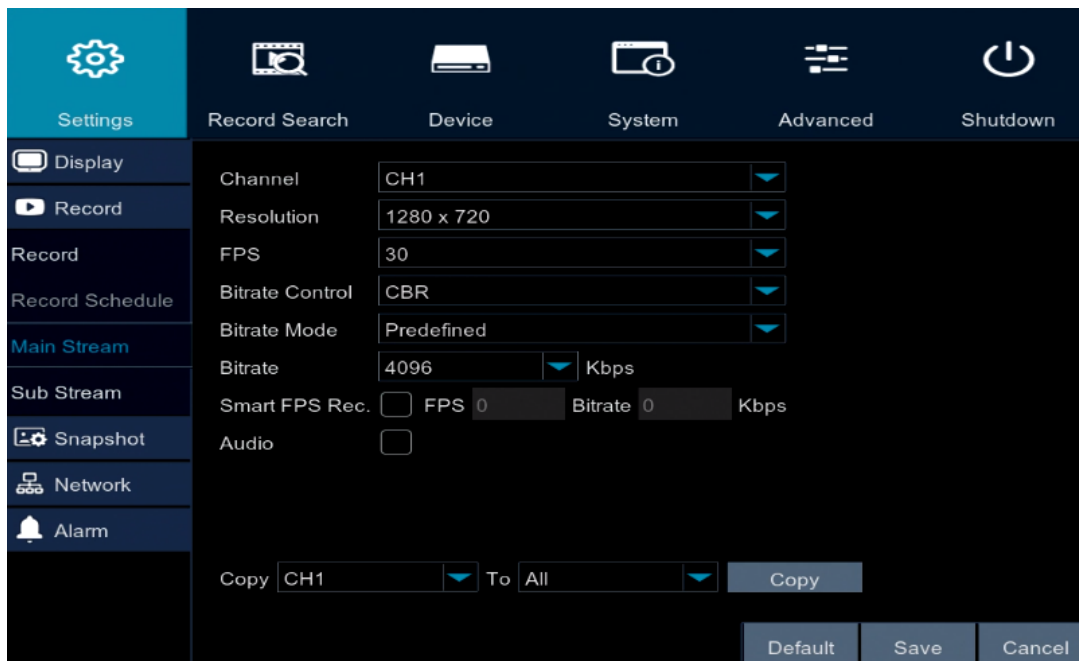 Settings Record Search Device System Advanced Shutdown
Display
Record
Record
Record Schedule
Main Stream
Sub Stream
Snapshot
Network
Alarm
Channel CH1
Resolution 1280 x 720
FPS 30
Bitrate Control CBR
Bitrate Mode Predefined
Bitrate 4096 Kbps
Smart FPS Rec. FPS 0 Bitrate 0 Kbps
Audio
Copy CH1 To All Copy
Default Save Cancel